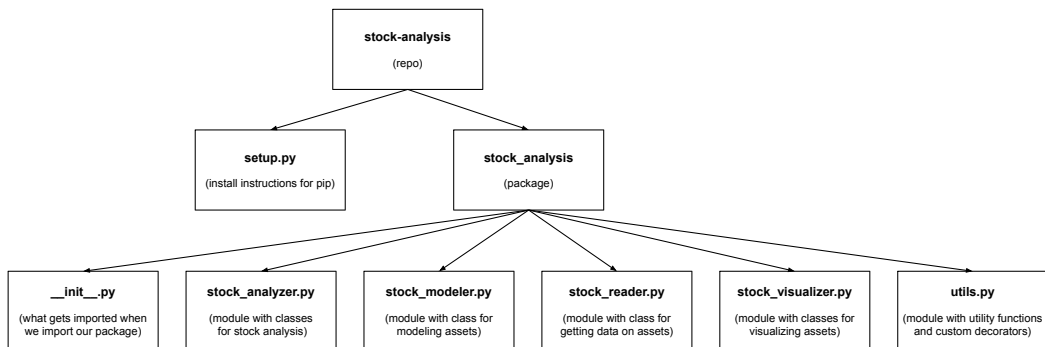 stock-analysis
(repo)
setup.py
(install instructions for pip)
stock_analysis
(package)
__init__.py
(what gets imported when
we import our package)
stock_analyzer.py
(module with classes
for stock analysis)
stock_modeler.py
(module with class for
modeling assets)
stock_reader.py
(module with class for
getting data on assets)
stock_visualizer.py
(module with classes for
visualizing assets)
utils.py
(module with utility functions
and custom decorators)